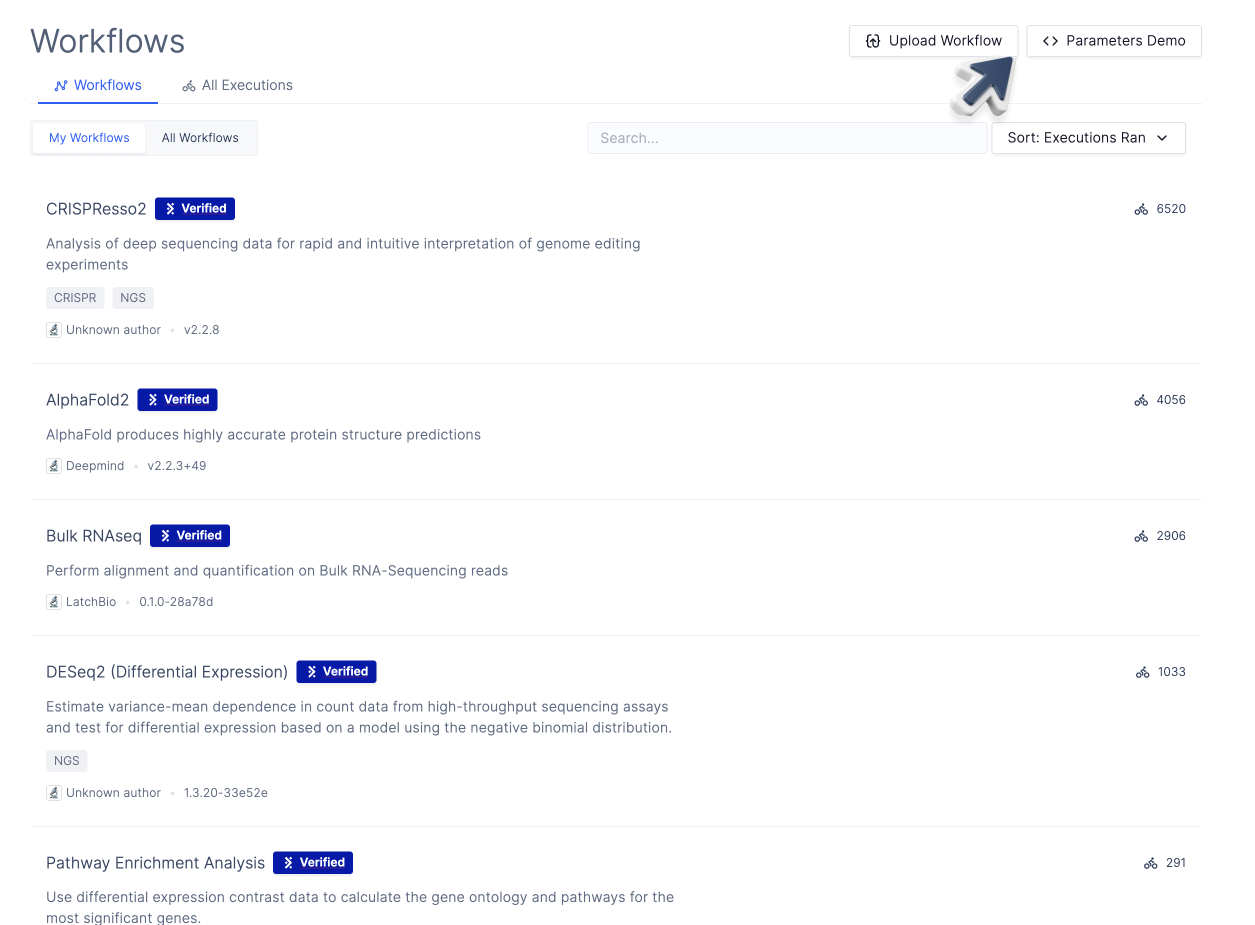 Workflows
Upload Workflow
Parameters Demo
Workflows
All Executions
My Workflows
All Workflows
Search...
Sort: Executions Ran
CRISPResso2
Verified
6520
Analysis of deep sequencing data for rapid and intuitive interpretation of genome editing
experiments
CRISPR
NGS
Unknown author • v2.2.8
AlphaFold2
Verified
4056
AlphaFold produces highly accurate protein structure predictions
Deepmind • v2.2.3+49
Bulk RNAseq
Verified
2906
Perform alignment and quantification on Bulk RNA-Sequencing reads
LatchBio • 0.1.0-28a78d
DESeq2 (Differential Expression)
Verified
1033
Estimate variance-mean dependence in count data from high-throughput sequencing assays
and test for differential expression based on a model using the negative binomial distribution.
NGS
Unknown author • 1.3.20-33e52e
Pathway Enrichment Analysis
Verified
291
Use differential expression contrast data to calculate the gene ontology and pathways for the
most significant genes.